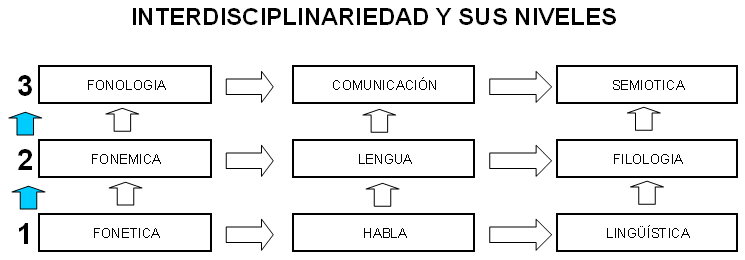 INTERDISCIPLINARIEDAD Y SUS NIVELES
3 FONOLOGIA COMUNICACIÓN SEMIOTICA
2 FONEMICA LENGUA FILOLOGIA
1 FONETICA HABLA LINGÜÍSTICA